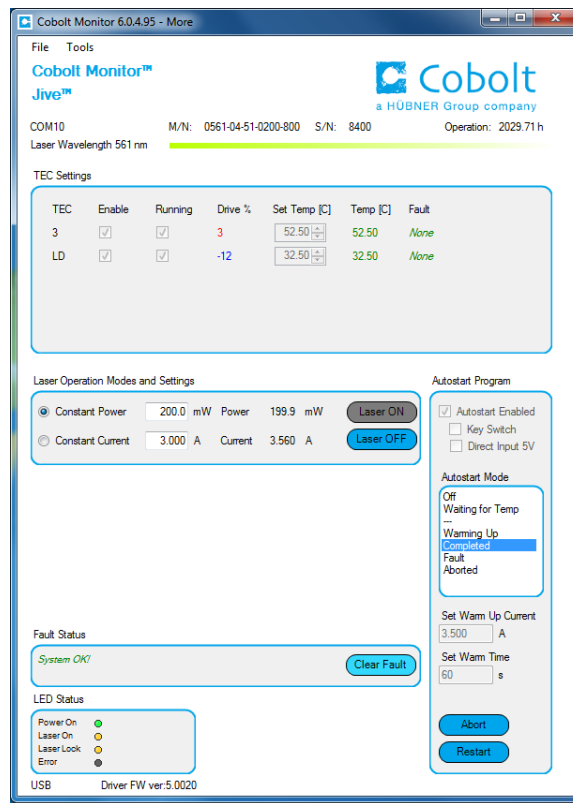 Cobolt Monitor 6.0.4.95 - More
File Tools
Cobolt Monitor™
Jive™
Cobolt
a HÜBNER Group company
COM10 M/N: 0561-04-51-0200-800 S/N: 8400 Operation: 2029.71 h
Laser Wavelength 561 nm
TEC Settings
TEC Enable Running Drive % Set Temp [C] Temp [C] Fault
3 3 52.50 52.50 None
LD -12 32.50 32.50 None
Laser Operation Modes and Settings
Constant Power 200.0 mW Power 199.9 mW Laser ON
Constant Current 3.000 A Current 3.560 A Laser OFF
Autostart Program
Autostart Enabled
Key Switch
Direct Input 5V
Autostart Mode
Off
Waiting for Temp
---
Warming Up
Completed
Fault
Aborted
Set Warm Up Current
3.500 A
Set Warm Time
60 s
Abort
Restart
Fault Status
System OK!
Clear Fault
LED Status
Power On
Laser On
Laser Lock
Error
USB Driver FW ver:5.0020